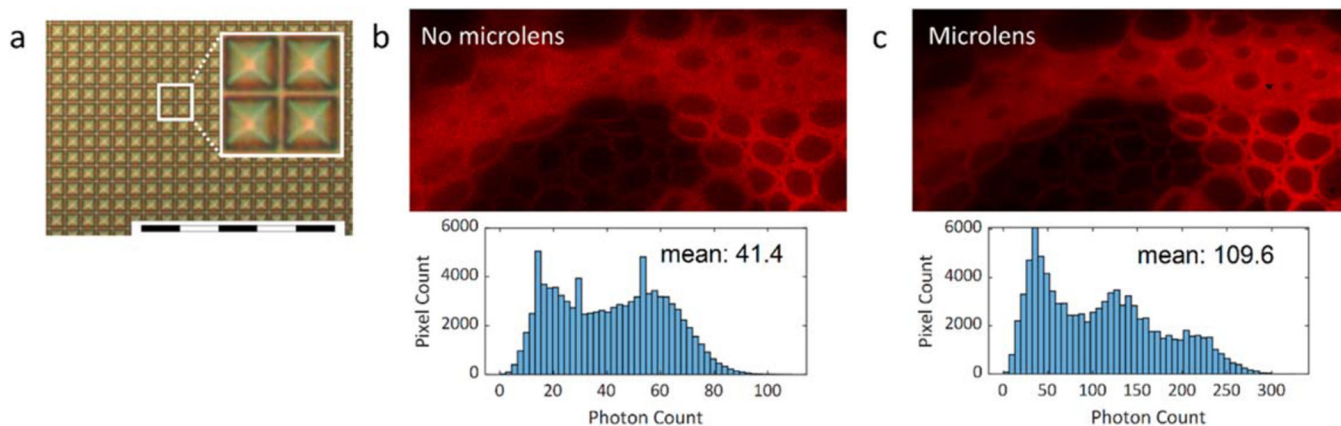 a
b
No microlens
6000
4000
2000
0
Pixel Count
mean: 41.4
0 20 40 60 80 100
Photon Count
c
Microlens
6000
4000
2000
0
Pixel Count
mean: 109.6
0 50 100 150 200 250 300
Photon Count